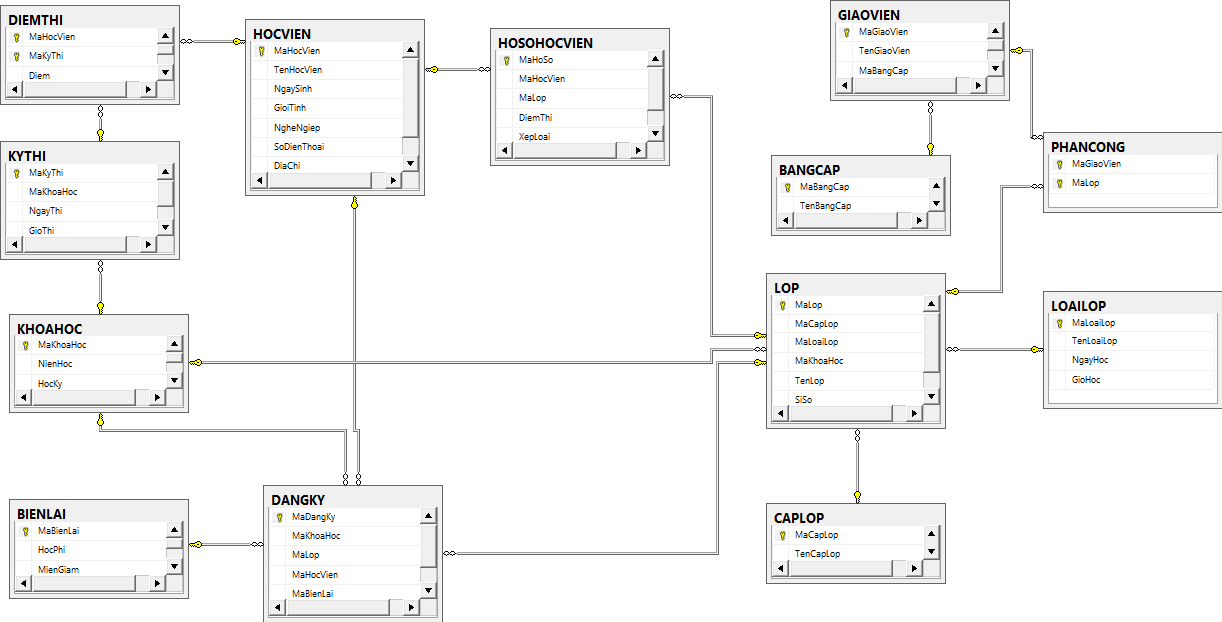 DIEMTHI
MaHocVien
MaKyThi
Diem
HOCVIEN
MaHocVien
TenHocVien
NgaySinh
GioiTinh
NgheNgiep
SoDienThoai
DiaChi
HOSOHOCVIEN
MaHoSo
MaHocVien
MaLop
DiemThi
XepLoai
GIAOVIEN
MaGiaoVien
TenGiaoVien
MaBangCap
KYTHI
MaKyThi
MaKhoaHoc
NgayThi
GioThi
BANGCAP
MaBangCap
TenBangCap
PHANCONG
MaGiaoVien
MaLop
KHOAHOC
MaKhoaHoc
NienHoc
HocKy
LOP
MaLop
MaCapLop
MaLoaiLop
MaKhoaHoc
TenLop
SiSo
LOAILOP
MaLoaiLop
TenLoaiLop
NgayHoc
GioHoc
BIENLAI
MaBienLai
HocPhi
MienGiam
DANGKY
MaDangKy
MaKhoaHoc
MaLop
MaHocVien
MaBienLai
CAPLOP
MaCapLop
TenCapLop